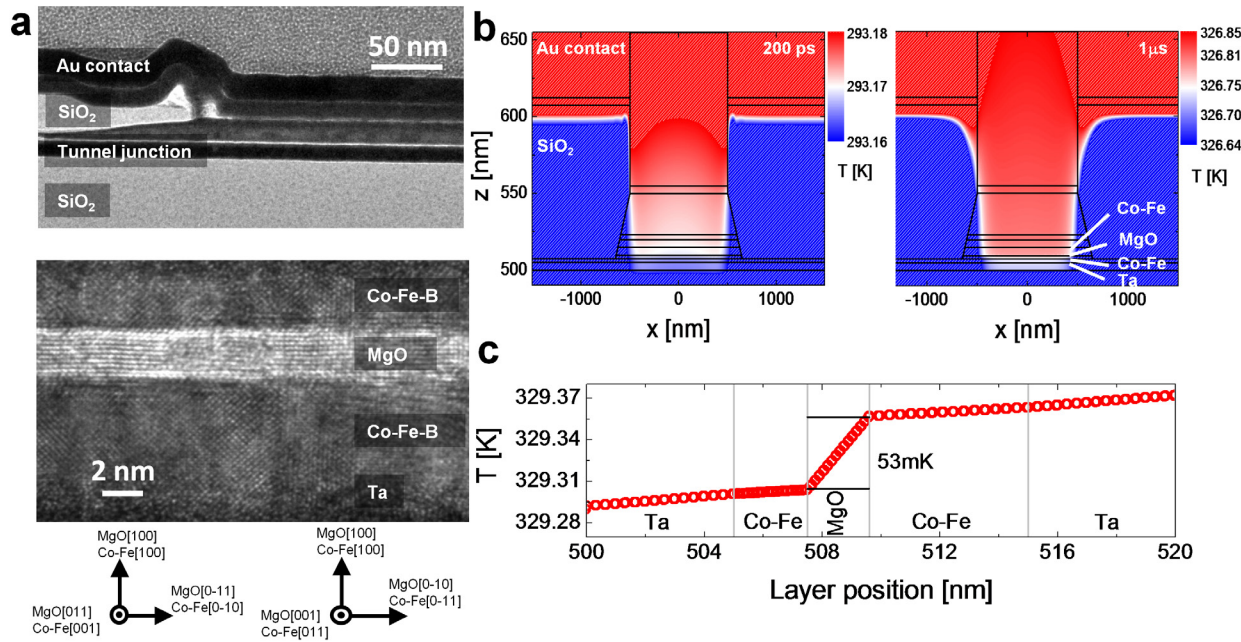 a
Au contact
50 nm
SiO₂
Tunnel junction
SiO₂
Co-Fe-B
MgO
Co-Fe-B
2 nm
Ta
MgO[100]
Co-Fe[100]
MgO[0-11]
Co-Fe[0-10]
MgO[011]
Co-Fe[001]
MgO[100]
Co-Fe[100]
MgO[0-10]
Co-Fe[0-11]
MgO[001]
Co-Fe[011]
b
Au contact
200 ps
SiO₂
z [nm]
650
600
550
500
-1000
0
1000
x [nm]
293.18
293.17
293.16
T [K]
1μs
Co-Fe
MgO
Co-Fe
Ta
-1000
0
1000
x [nm]
326.85
326.81
326.75
326.70
326.64
T [K]
c
T [K]
329.37
329.34
329.31
329.28
53mK
Ta
Co-Fe
MgO
Co-Fe
Ta
500
504
508
512
516
520
Layer position [nm]